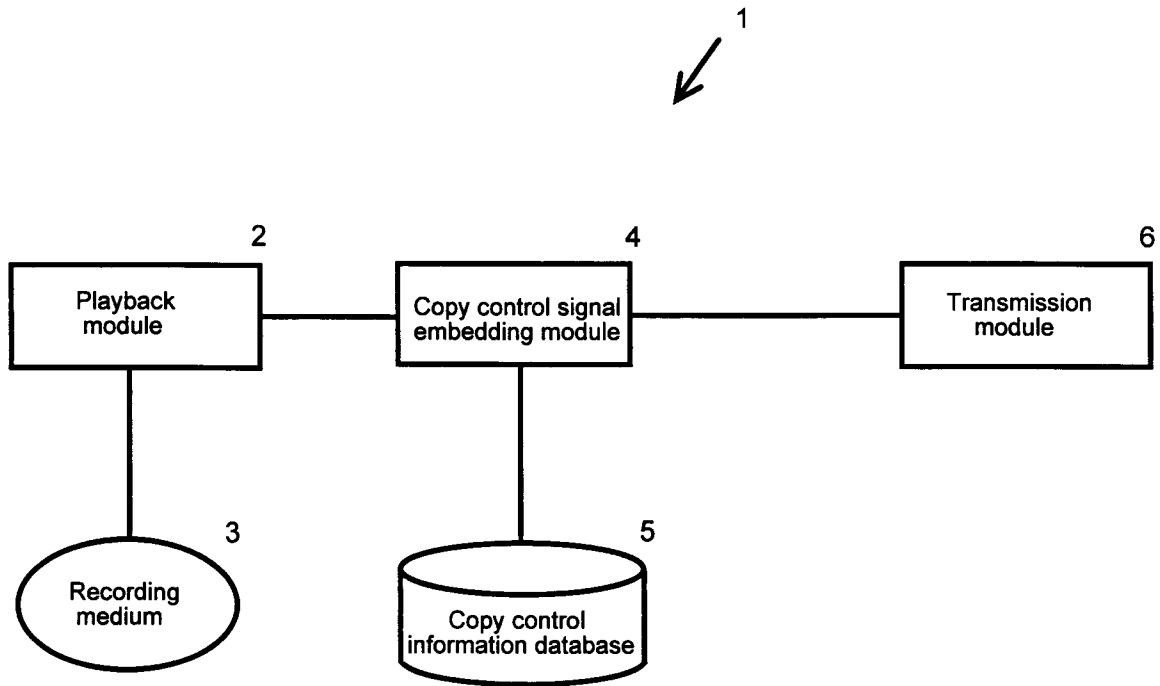 1
2
Playback
module
4
Copy control signal
embedding module
6
Transmission
module
3
Recording
medium
5
Copy control
information database